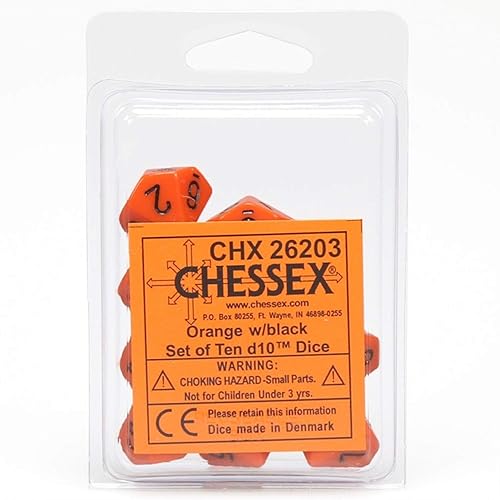 2 6
CHX 26203
CHESSEX®
www.chessex.com
P.O. Box 80255, Ft. Wayne, IN 46898-0255
Orange w/black
Set of Ten d10™ Dice
WARNING:
CHOKING HAZARD-Small Parts.
Not for Children Under 3 yrs.
CE Please retain this information
Dice made in Denmark